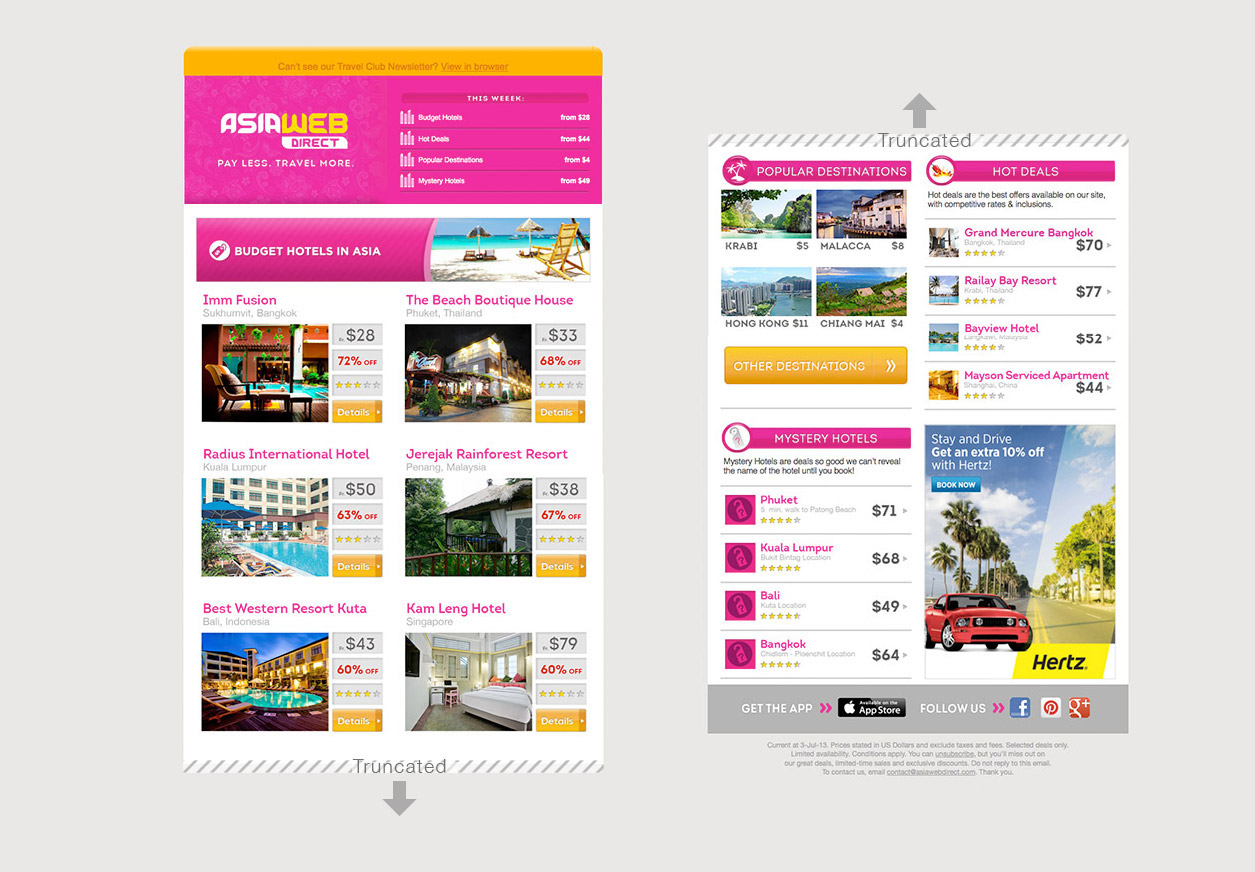 Can't see our Travel Club Newsletter? View in browser
ASIAWEB
DIRECT
PAY LESS. TRAVEL MORE.
THIS WEEEK:
Budget Hotels from $28
Hot Deals from $44
Popular Destinations from $4
Mystery Hotels from $49
BUDGET HOTELS IN ASIA
Imm Fusion
Sukhumvit, Bangkok
$28
72% OFF
Details
The Beach Boutique House
Phuket, Thailand
$33
68% OFF
Details
Radius International Hotel
Kuala Lumpur
$50
63% OFF
Details
Jerejak Rainforest Resort
Penang, Malaysia
$38
67% OFF
Details
Best Western Resort Kuta
Bali, Indonesia
$43
60% OFF
Details
Kam Leng Hotel
Singapore
$79
60% OFF
Details
Truncated
Truncated
POPULAR DESTINATIONS
KRABI $5
MALACCA $8
HONG KONG $11
CHIANG MAI $4
OTHER DESTINATIONS
HOT DEALS
Hot deals are the best offers available on our site,
with competitive rates & inclusions.
Grand Mercure Bangkok
Bangkok, Thailand
$70
Railay Bay Resort
Krabi, Thailand
$77
Bayview Hotel
Langkawi, Malaysia
$52
Mayson Serviced Apartment
Shanghai, China
$44
MYSTERY HOTELS
Mystery Hotels are deals so good we can't reveal
the name of the hotel until you book!
Phuket
5 min. walk to Patong Beach
$71
Kuala Lumpur
Bukit Bintag Location
$68
Bali
Kuta Location
$49
Bangkok
Chidlom - Ploenchit Location
$64
Stay and Drive
Get an extra 10% off
with Hertz!
BOOK NOW
Hertz.
GET THE APP
Available on the
App Store
FOLLOW US
Current at 3-Jul-13. Prices stated in US Dollars and exclude taxes and fees. Selected deals only.
Limited availability. Conditions apply. You can unsubscribe, but you'll miss out on
our great deals, limited-time sales and exclusive discounts. Do not reply to this email.
To contact us, email contact@asiawebdirect.com. Thank you.